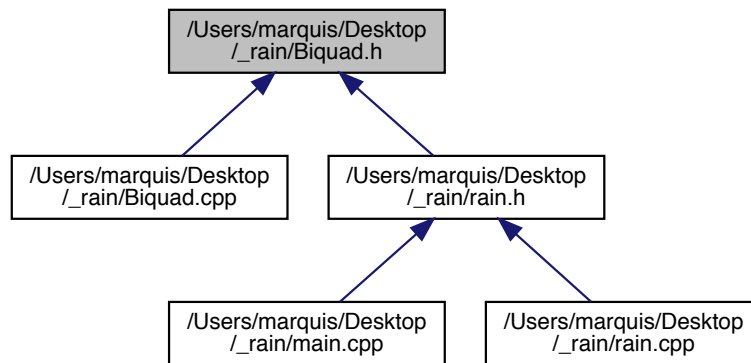 /Users/marquis/Desktop
/_rain/Biquad.h
/Users/marquis/Desktop
/_rain/Biquad.cpp
/Users/marquis/Desktop
/_rain/rain.h
/Users/marquis/Desktop
/_rain/main.cpp
/Users/marquis/Desktop
/_rain/rain.cpp